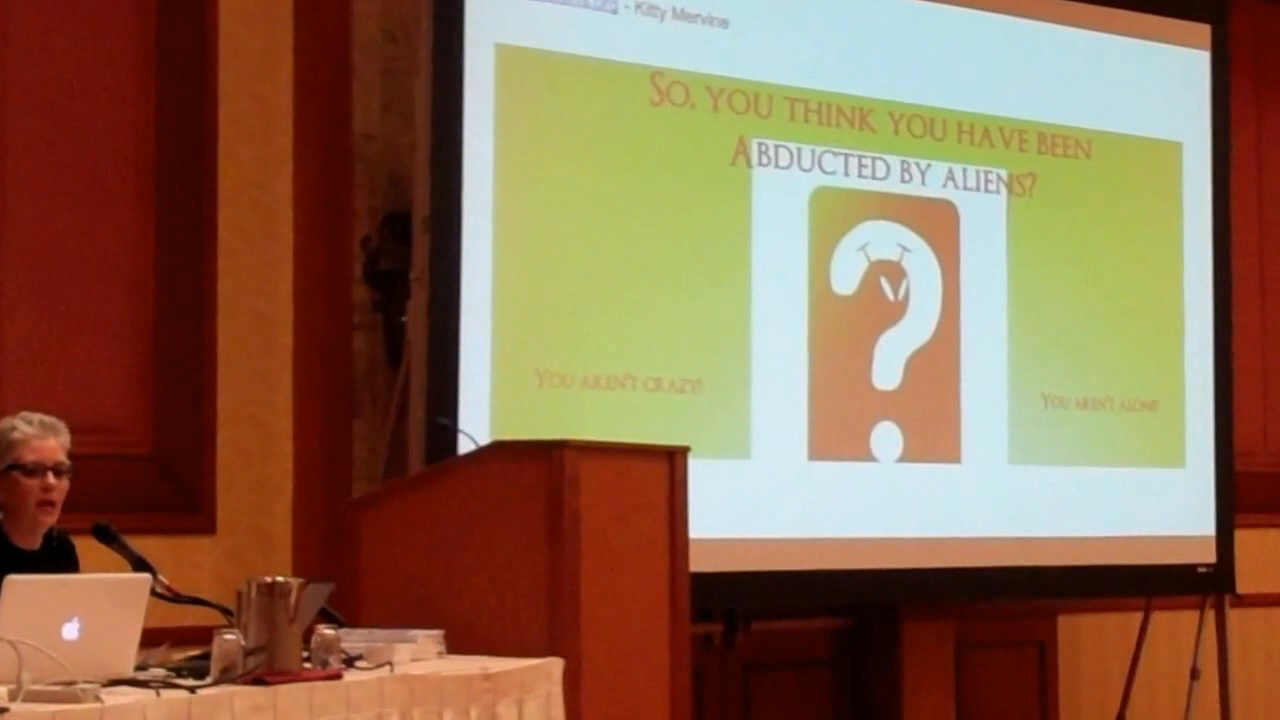 - Kitty Mervine
SO, YOU THINK YOU HAVE BEEN
ABDUCTED BY ALIENS?
YOU AREN'T CRAZY!
YOU AREN'T ALONE